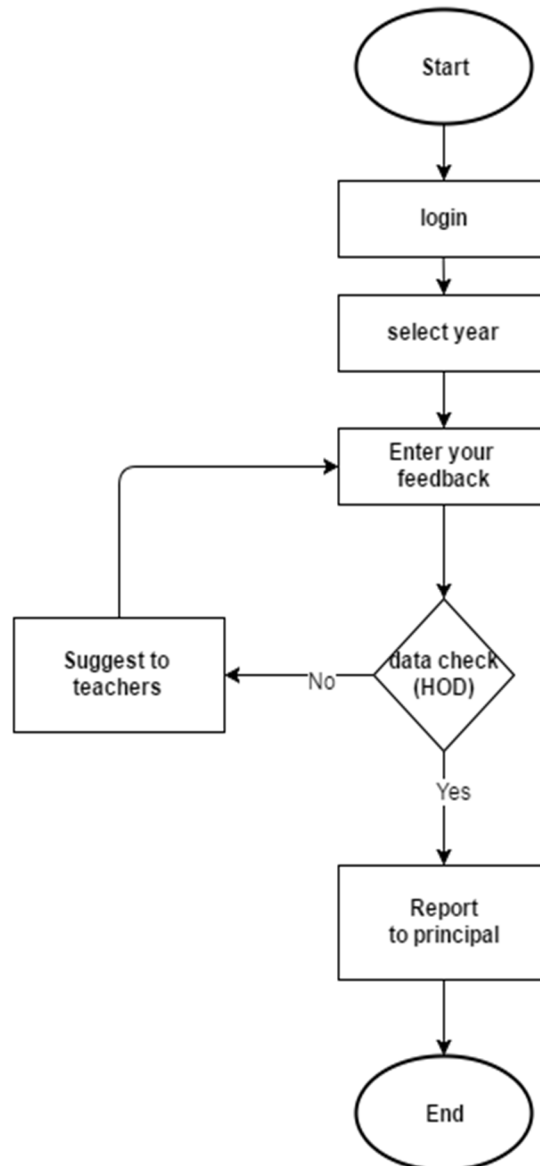 Start
login
select year
Enter your
feedback
data check
(HOD)
No
Suggest to
teachers
Yes
Report
to principal
End